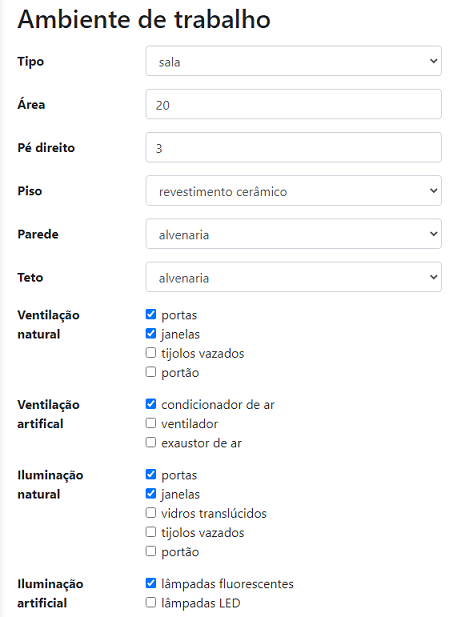 Ambiente de trabalho
Tipo sala
Área 20
Pé direito 3
Piso revestimento cerâmico
Parede alvenaria
Teto alvenaria
Ventilação portas
natural janelas
tijolos vazados
portão
Ventilação condicionador de ar
artifical ventilador
exaustor de ar
Iluminação portas
natural janelas
vidros translúcidos
tijolos vazados
portão
Iluminação lâmpadas fluorescentes
artificial lâmpadas LED